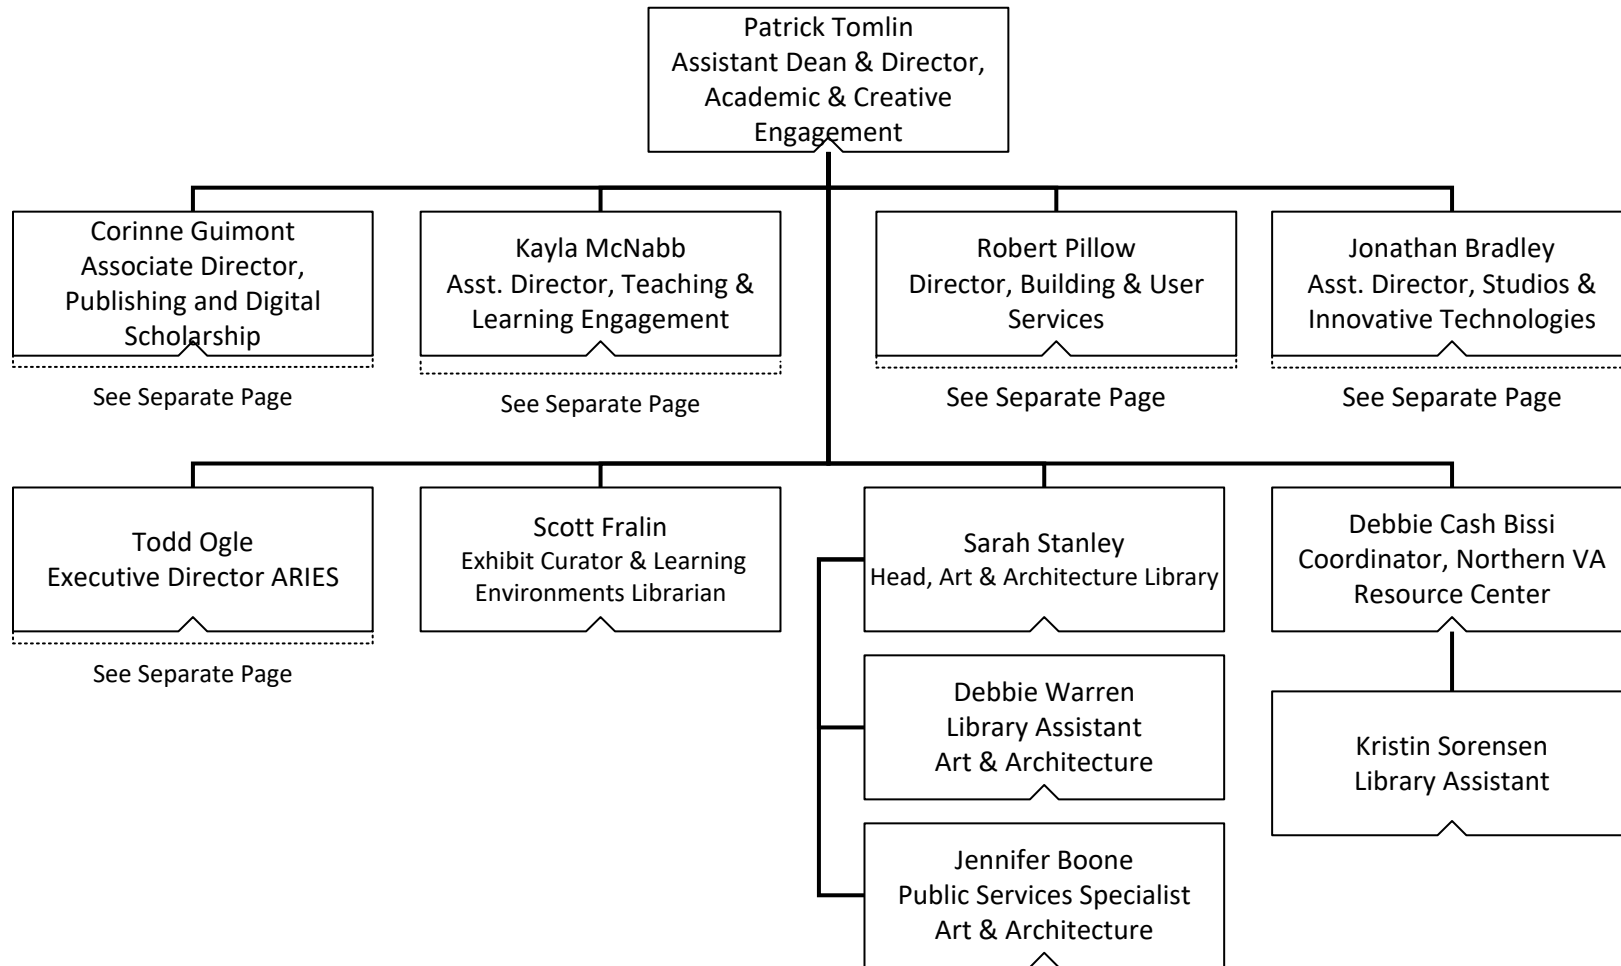 Patrick Tomlin
Assistant Dean & Director,
Academic & Creative
Engagement
Corinne Guimont
Associate Director,
Publishing and Digital
Scholarship
See Separate Page
Kayla McNabb
Asst. Director, Teaching &
Learning Engagement
See Separate Page
Robert Pillow
Director, Building & User
Services
See Separate Page
Jonathan Bradley
Asst. Director, Studios &
Innovative Technologies
See Separate Page
Todd Ogle
Executive Director ARIES
See Separate Page
Scott Fralin
Exhibit Curator & Learning
Environments Librarian
Sarah Stanley
Head, Art & Architecture Library
Debbie Warren
Library Assistant
Art & Architecture
Jennifer Boone
Public Services Specialist
Art & Architecture
Debbie Cash Bissi
Coordinator, Northern VA
Resource Center
Kristin Sorensen
Library Assistant